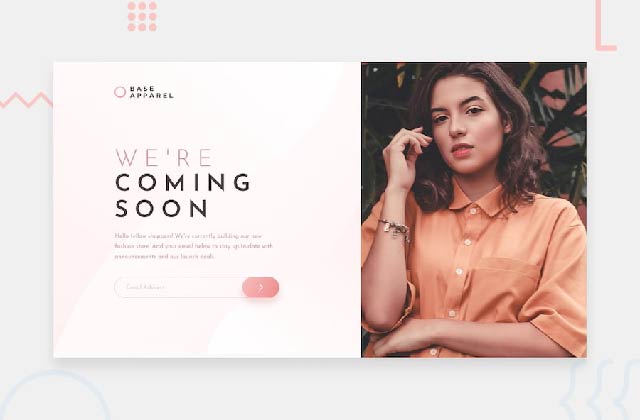 BASE
APPAREL
WE'RE
COMING
SOON
Hello fellow shoppers! We're currently building our new
fashion store. Add your email below to stay up-to-date with
announcements and our launch deals.
Email Address